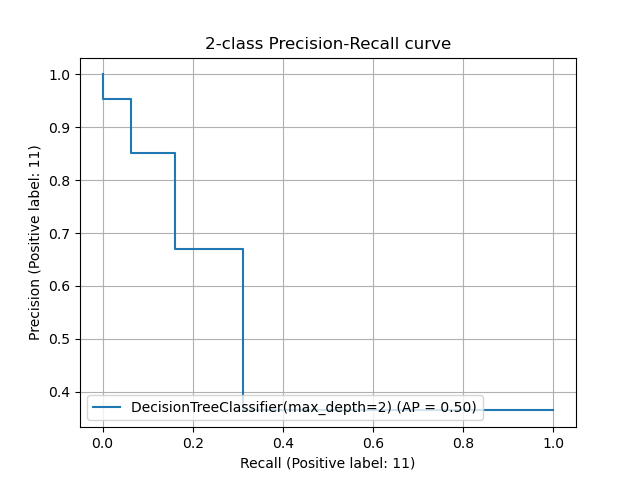 2-class Precision-Recall curve
1.0
0.9
0.8
0.7
0.6
0.5
0.4
Precision (Positive label: 11)
DecisionTreeClassifier(max_depth=2) (AP = 0.50)
0.0 0.2 0.4 0.6 0.8 1.0
Recall (Positive label: 11)